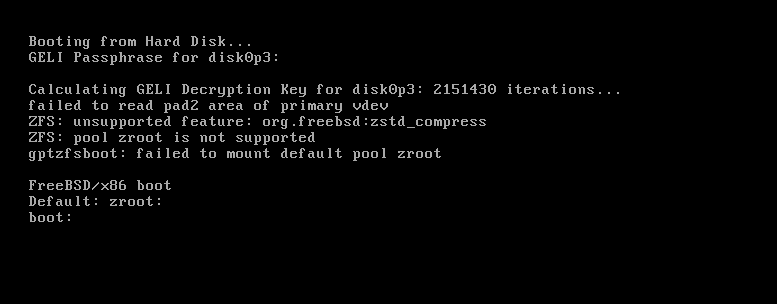 Booting from Hard Disk...
GELI Passphrase for disk0p3:
Calculating GELI Decryption Key for disk0p3: 2151430 iterations...
failed to read pad2 area of primary vdev
ZFS: unsupported feature: org.freebsd:zstd_compress
ZFS: pool zroot is not supported
gptzfsboot: failed to mount default pool zroot
FreeBSD/x86 boot
Default: zroot:
boot: